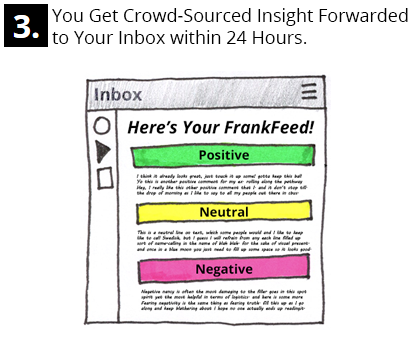 3. You Get Crowd-Sourced Insight Forwarded
to Your Inbox within 24 Hours.
Inbox
Here's Your FrankFeed!
Positive
I think it already looks great, just touch it up some! gotta keep this ball
Yo this is another positive comment for my ear rolling along the pathway
Hey, I really like this other positive comment that I and it don't stop till
the drop of morning as I like to say to all my people out there in
Neutral
This is a neutral line as text, which some people would and I like to keep
like to call Swedish, but I guess I will refrain from any each line filled up
sort of name-calling in the name of blah blah for the sake of visual
and once in a blue moon you just need to fill up some space so it looks good
Negative
Negative nancy is often the most damaging to the filler goes in this spot
spirit yet the most helpful in terms of logistics and here is some more
Fearing negativity is the same thing as fearing truth fill this up as I go
along and keep blathering about I hope no one actually ends up reading